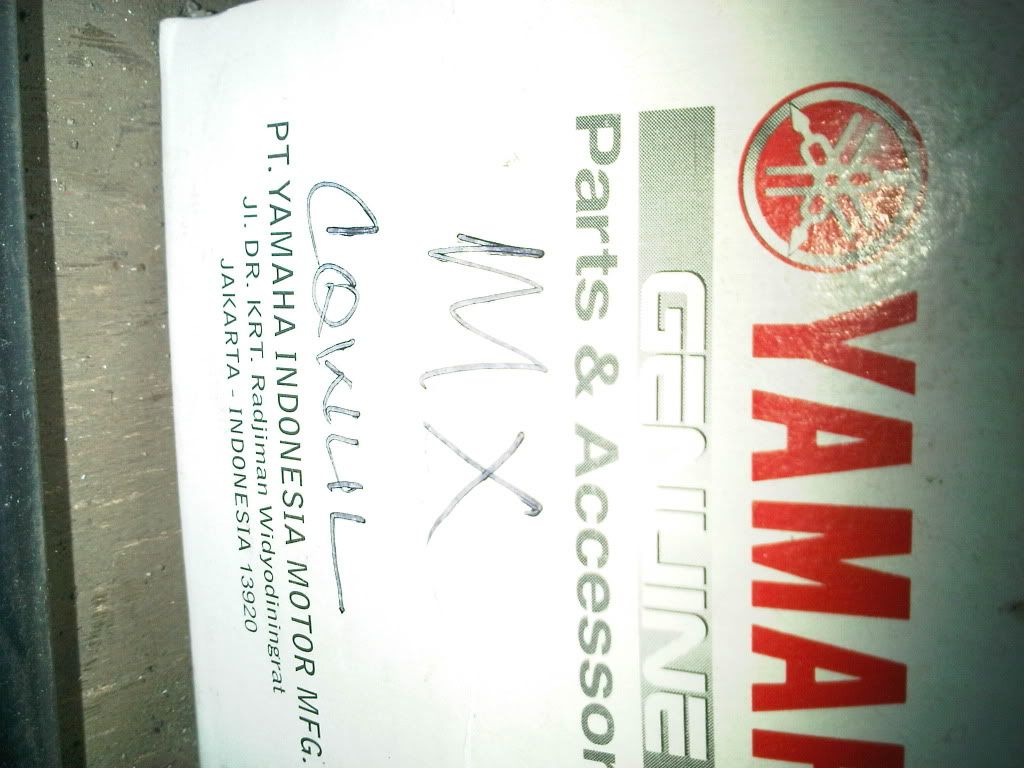 YAMAH
GENUINE
Parts & Accessor
MX
PT. YAMAHA INDONESIA MOTOR MFG.
Jl. DR. KRT. Radjiman Widyodiningrat
JAKARTA - INDONESIA 13920